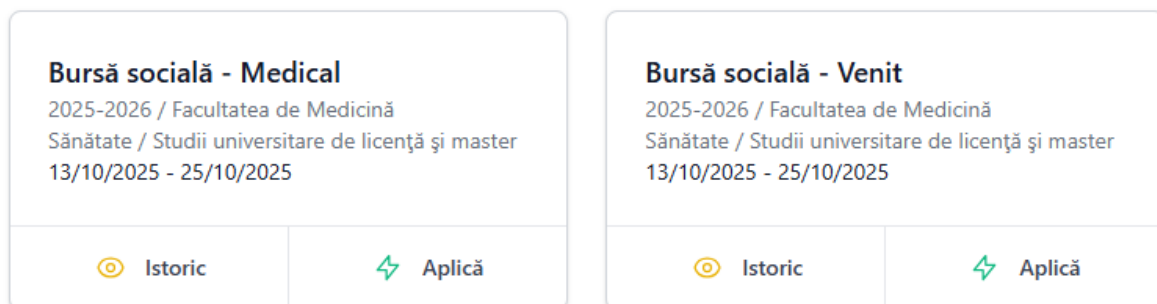 Bursă socială - Medical
2025-2026 / Facultatea de Medicină
Sănătate / Studii universitare de licenţă şi master
13/10/2025 - 25/10/2025
Istoric
Aplică
Bursă socială - Venit
2025-2026 / Facultatea de Medicină
Sănătate / Studii universitare de licenţă şi master
13/10/2025 - 25/10/2025
Istoric
Aplică